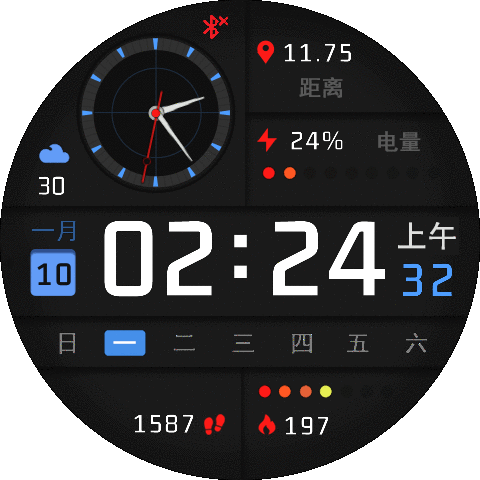 11.75
距离
24% 电量
30
一月
10
02:24
上午
32
日 一 二 三 四 五 六
1587
197